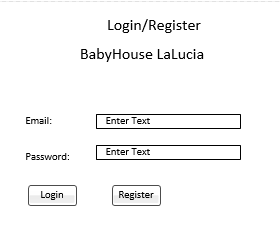 Login/Register
BabyHouse LaLucia
Email: Enter Text
Password: Enter Text
Login Register